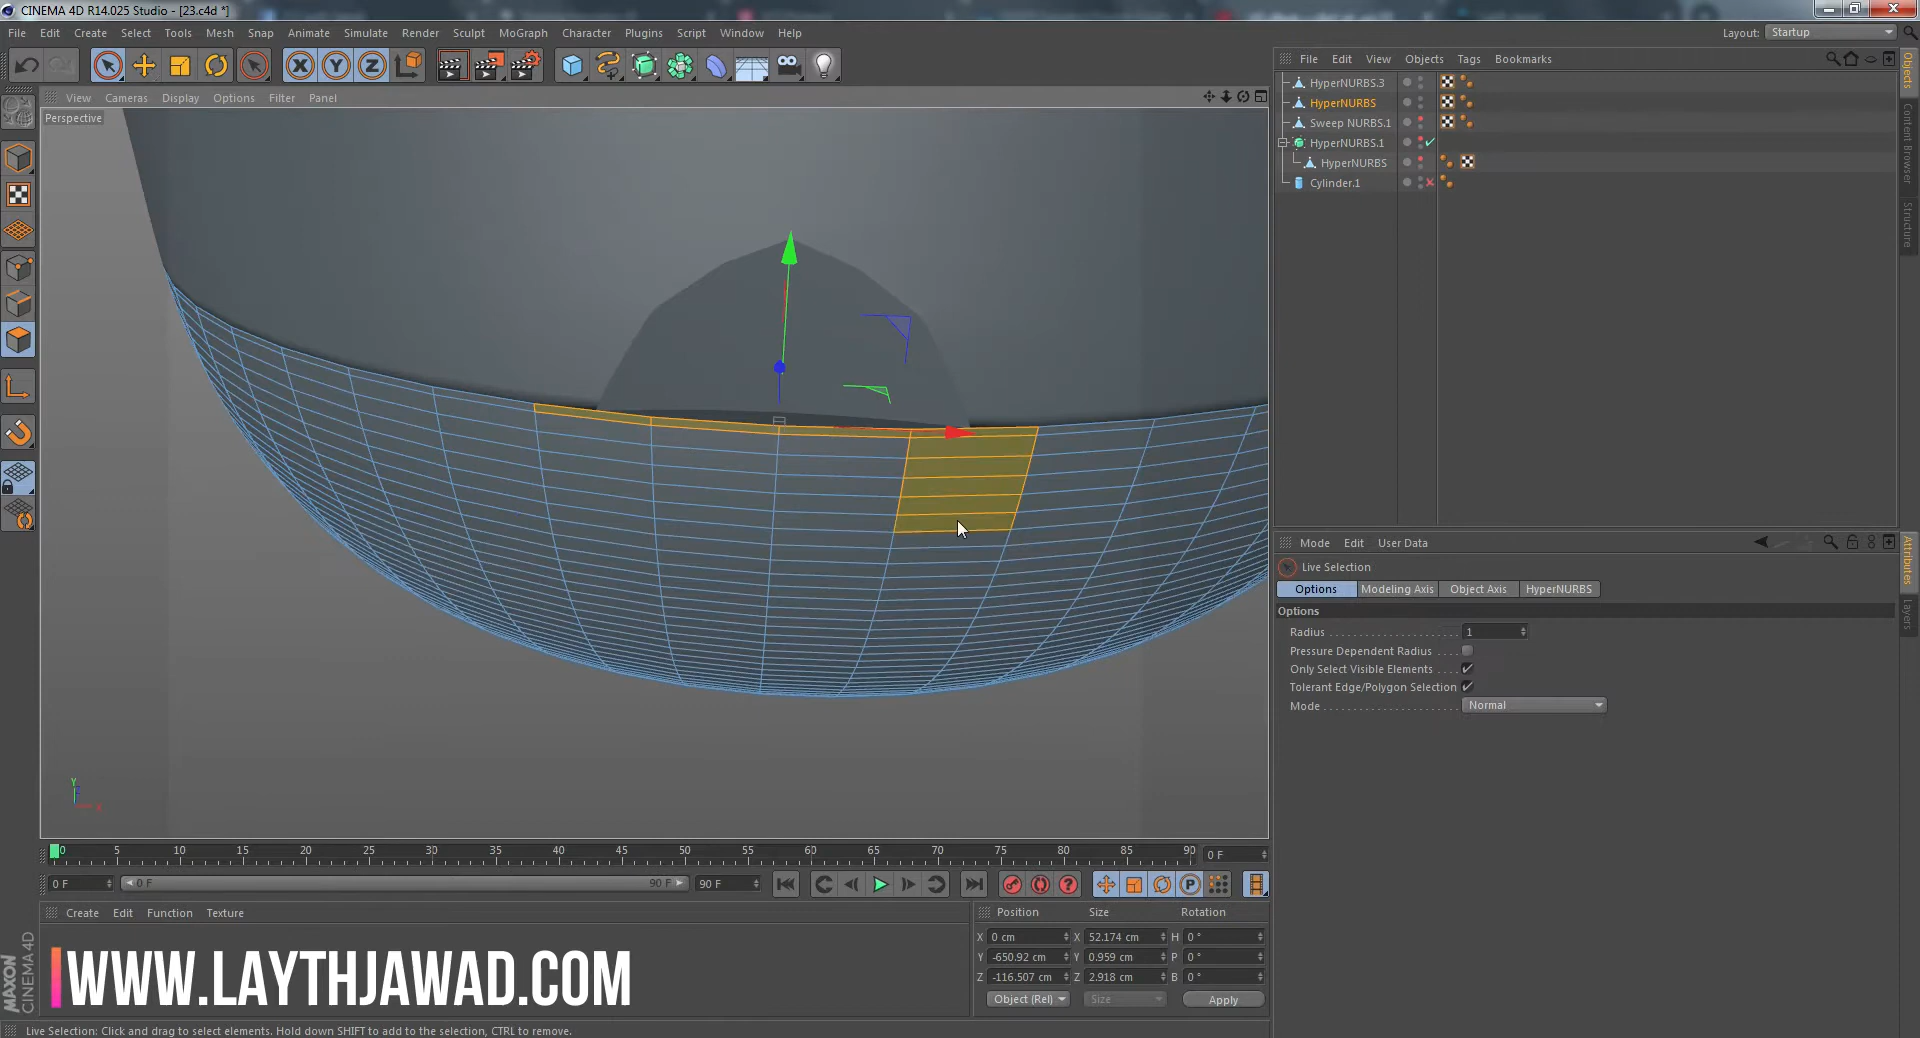 CINEMA 4D R14.025 Studio - [23.c4d *]
File Edit Create Select Tools Mesh Snap Animate Simulate Render Sculpt MoGraph Character Plugins Script Window Help
Layout: Startup
View Cameras Display Options Filter Panel
Perspective
Y
File Edit View Objects Tags Bookmarks
HyperNURBS.3
HyperNURBS
Sweep NURBS.1
HyperNURBS.1
HyperNURBS
Cylinder.1
Objects
Content Browser
Structure
Mode Edit User Data
Live Selection
Options Modeling Axis Object Axis HyperNURBS
Options
Radius 1
Pressure Dependent Radius
Only Select Visible Elements
Tolerant Edge/Polygon Selection
Mode Normal
Attributes
Layers
0 5 10 15 20 25 30 35 40 45 50 55 60 65 70 75 80 85 90 0 F
0 F 0 F 90 F 90 F
Create Edit Function Texture
Position Size Rotation
X 0 cm X 52.174 cm H 0 °
Y -650.92 cm Y 0.959 cm P 0 °
Z -116.507 cm Z 2.918 cm B 0 °
Object (Rel) Size Apply
MAXON
CINEMA 4D
WWW.LAYTHJAWAD.COM
Live Selection: Click and drag to select elements. Hold down SHIFT to add to the selection, CTRL to remove.